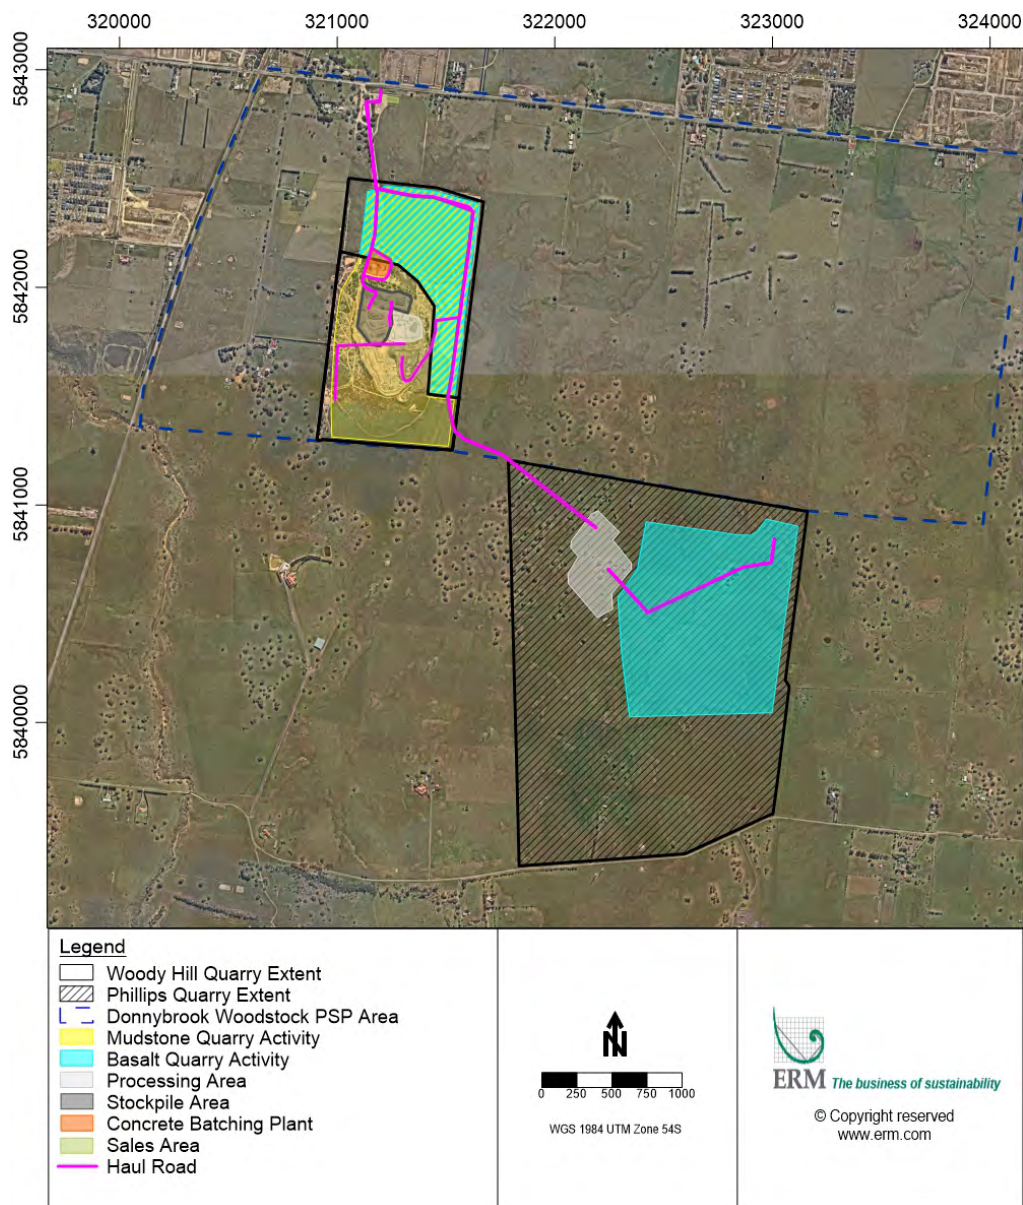 320000 321000 322000 323000 324000
5843000
5842000
5841000
5840000
Legend
Woody Hill Quarry Extent
Phillips Quarry Extent
Donnybrook Woodstock PSP Area
Mudstone Quarry Activity
Basalt Quarry Activity
Processing Area
Stockpile Area
Concrete Batching Plant
Sales Area
Haul Road
N
0 250 500 750 1000
WGS 1984 UTM Zone 54S
ERM The business of sustainability
© Copyright reserved
www.erm.com